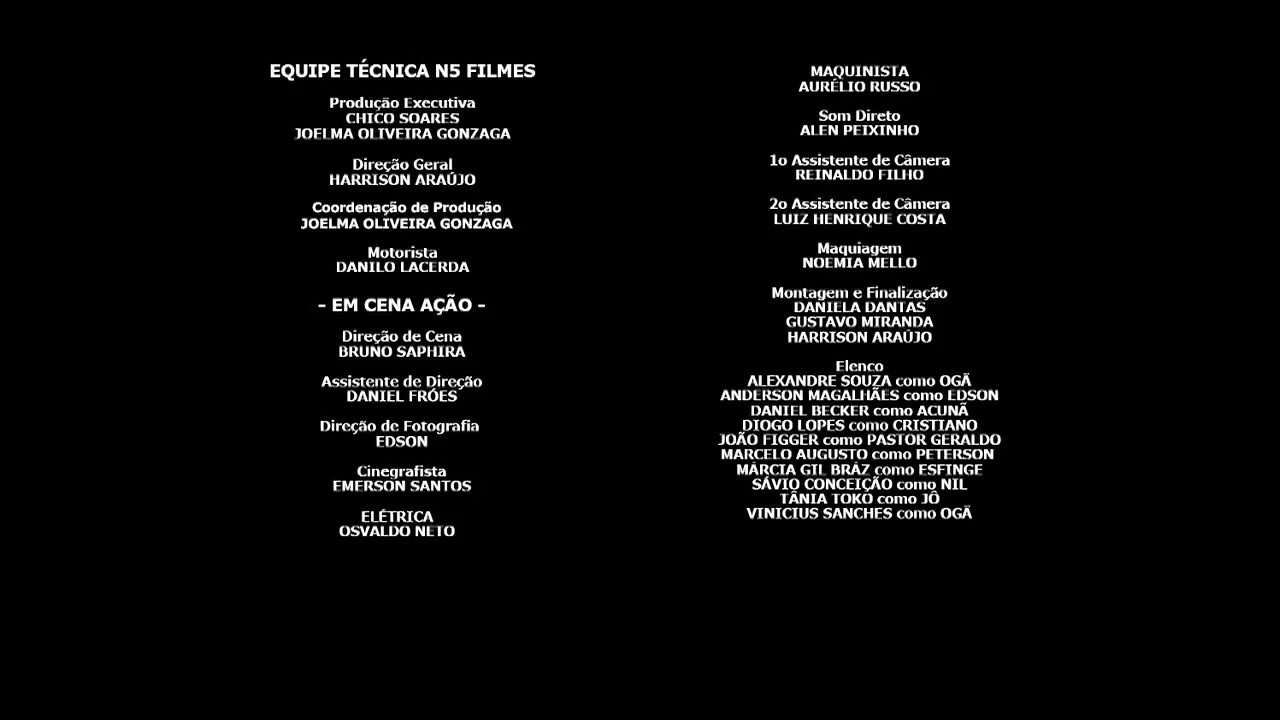 EQUIPE TÉCNICA N5 FILMES
Produção Executiva
CHICO SOARES
JOELMA OLIVEIRA GONZAGA
Direção Geral
HARRISON ARAÚJO
Coordenação de Produção
JOELMA OLIVEIRA GONZAGA
Motorista
DANILO LACERDA
- EM CENA AÇÃO -
Direção de Cena
BRUNO SAPHIRA
Assistente de Direção
DANIEL FRÓES
Direção de Fotografia
EDSON
Cinegrafista
EMERSON SANTOS
ELÉTRICA
OSVALDO NETO
MAQUINISTA
AURÉLIO RUSSO
Som Direto
ALEN PEIXINHO
1o Assistente de Câmera
REINALDO FILHO
2o Assistente de Câmera
LUIZ HENRIQUE COSTA
Maquiagem
NOEMIA MELLO
Montagem e Finalização
DANIELA DANTAS
GUSTAVO MIRANDA
HARRISON ARAÚJO
Elenco
ALEXANDRE SOUZA como OGÃ
ANDERSON MAGALHÃES como EDSON
DANIEL BECKER como ACUNÃ
DIOGO LOPES como CRISTIANO
JOÃO FIGGER como PASTOR GERALDO
MARCELO AUGUSTO como PETERSON
MÁRCIA GIL BRÁZ como ESFINGE
SÁVIO CONCEIÇÃO como NIL
TÂNIA TOKO como JÔ
VINICIUS SANCHES como OGÃ